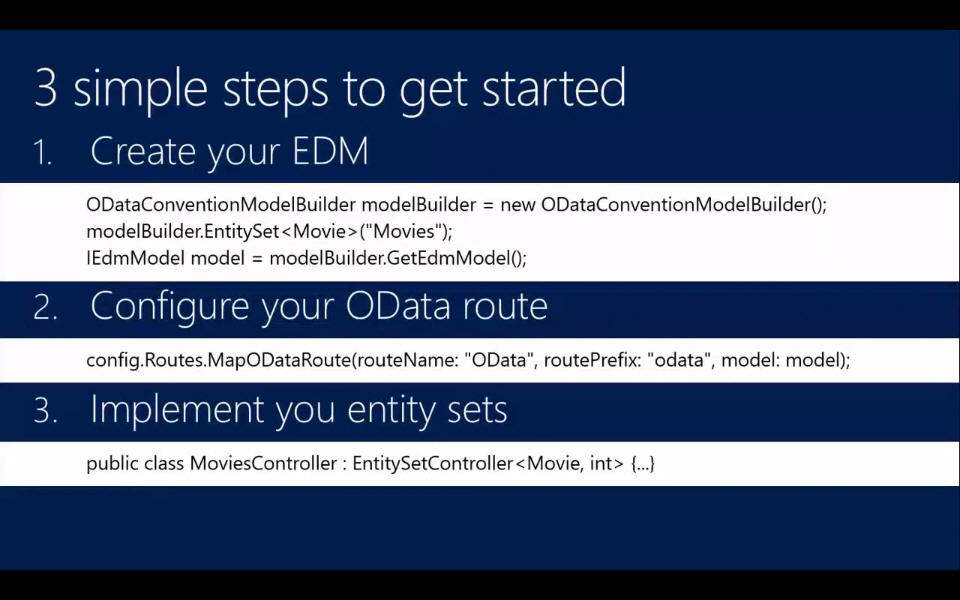 3 simple steps to get started
1. Create your EDM
ODataConventionModelBuilder modelBuilder = new ODataConventionModelBuilder();
modelBuilder.EntitySet<Movie>("Movies");
IEdmModel model = modelBuilder.GetEdmModel();
2. Configure your OData route
config.Routes.MapODataRoute(routeName: "OData", routePrefix: "odata", model: model);
3. Implement you entity sets
public class MoviesController : EntitySetController<Movie, int> {...}